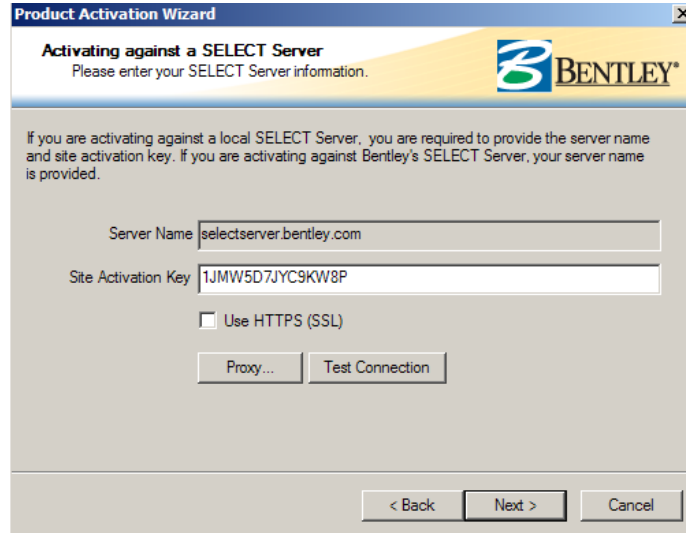 Product Activation Wizard
Activating against a SELECT Server
Please enter your SELECT Server information.
BENTLEY®
If you are activating against a local SELECT Server, you are required to provide the server name
and site activation key. If you are activating against Bentley's SELECT Server, your server name
is provided.
Server Name selectserver.bentley.com
Site Activation Key 1JMW5D7JYC9KW8P
Use HTTPS (SSL)
Proxy... Test Connection
< Back Next > Cancel